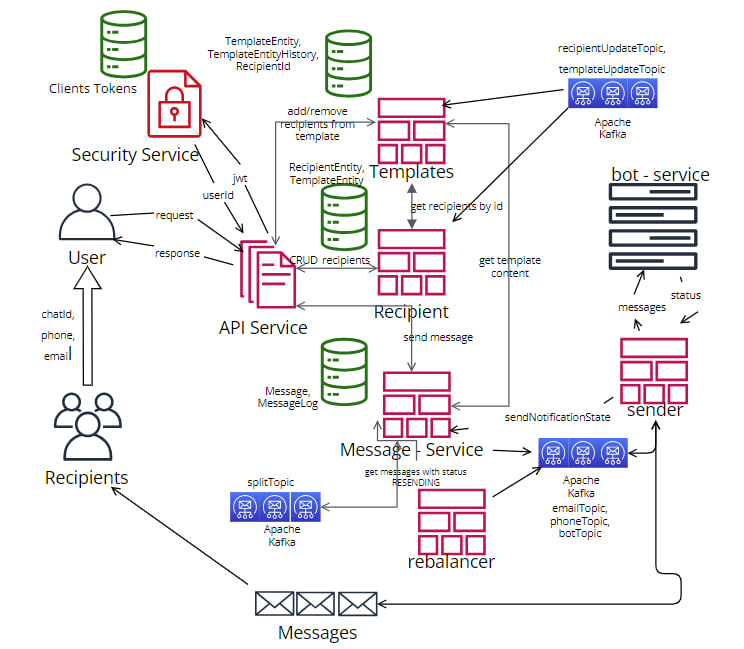 Clients Tokens
TemplateEntity,
TemplateEntityHistory,
RecipientId
recipientUpdateTopic,
templateUpdateTopic
Apache
Kafka
Security Service
add/remove
recipients from
template
Templates
bot - service
jwt
userId
RecipientEntity,
TemplateEntity
User
request
response
get recipients by id
get template
content
CRUD recipients
API Service
Recipient
send message
messages
status
chatId,
phone,
email
Message,
MessageLog
sender
sendNotificationState
Message - Service
Recipients
get messages with status
RESENDING
splitTopic
Apache
Kafka
Apache
Kafka
emailTopic,
phoneTopic,
botTopic
rebalancer
Messages